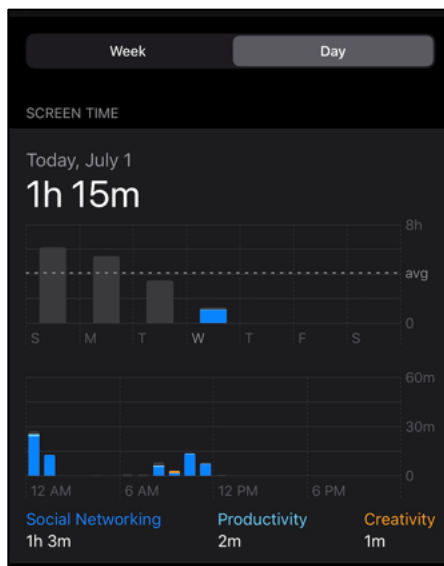 Week Day
SCREEN TIME
Today, July 1
1h 15m
8h
avg
0
S M T W T F S
60m
30m
0
12 AM 6 AM 12 PM 6 PM
Social Networking Productivity Creativity
1h 3m 2m 1m